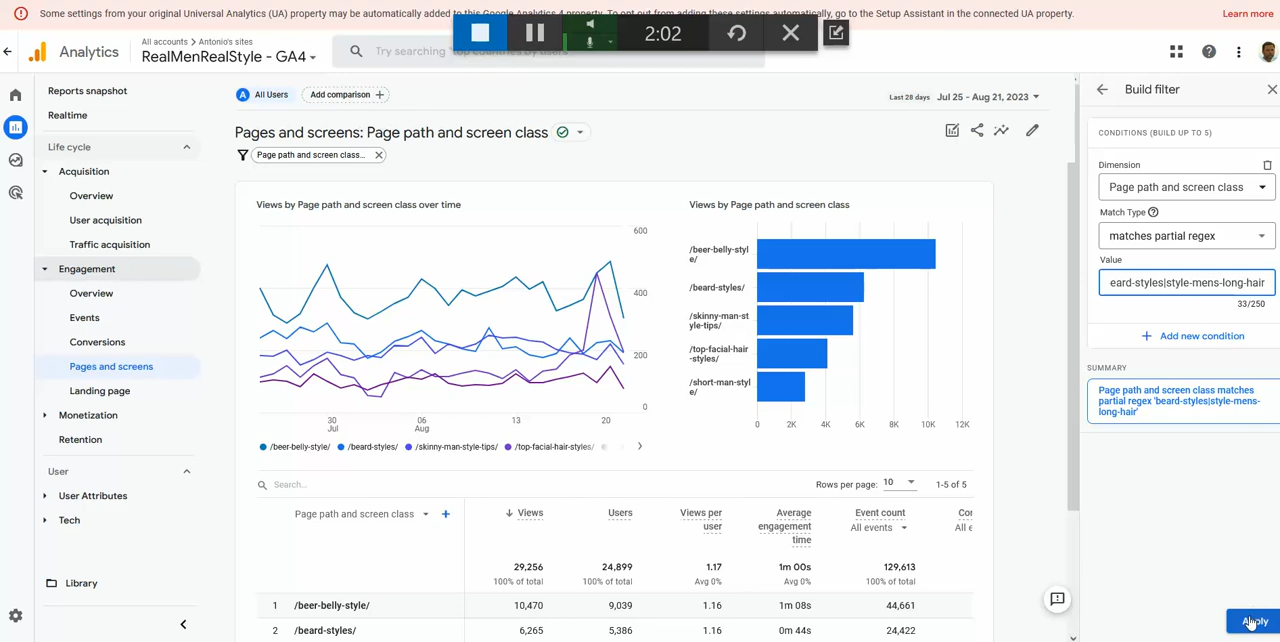 Some settings from your original Universal Analytics (UA) property may be automatically added to this Google Analytics 4 property. To opt out from adding these settings automatically, go to the Setup Assistant in the connected UA property.
Learn more
2:02
Analytics
All accounts > Antonio's sites
RealMenRealStyle - GA4
Try searching "Top countries by users"
Reports snapshot
Realtime
Life cycle
Acquisition
Overview
User acquisition
Traffic acquisition
Engagement
Overview
Events
Conversions
Pages and screens
Landing page
Monetization
Retention
User
User Attributes
Tech
Library
A All Users
Add comparison +
Last 28 days Jul 25 - Aug 21, 2023
Pages and screens: Page path and screen class
Page path and screen class...
Views by Page path and screen class over time
600
400
200
0
30
Jul
06
Aug
13
20
/beer-belly-style/ /beard-styles/ /skinny-man-style-tips/ /top-facial-hair-styles/
Views by Page path and screen class
/beer-belly-styl
e/
/beard-styles/
/skinny-man-st
yle-tips/
/top-facial-hair
-styles/
/short-man-styl
e/
0 2K 4K 6K 8K 10K 12K
Search...
Rows per page: 10 1-5 of 5
Page path and screen class +
Views
Users
Views per
user
Average
engagement
time
Event count
All events
Con
All e
29,256 24,899 1.17 1m 00s 129,613
100% of total 100% of total Avg 0% Avg 0% 100% of total
1 /beer-belly-style/ 10,470 9,039 1.16 1m 08s 44,661
2 /beard-styles/ 6,265 5,386 1.16 0m 44s 24,422
Build filter
CONDITIONS (BUILD UP TO 5)
Dimension
Page path and screen class
Match Type
matches partial regex
Value
eard-styles|style-mens-long-hair
33/250
+ Add new condition
SUMMARY
Page path and screen class matches
partial regex 'beard-styles|style-mens-
long-hair'
Apply